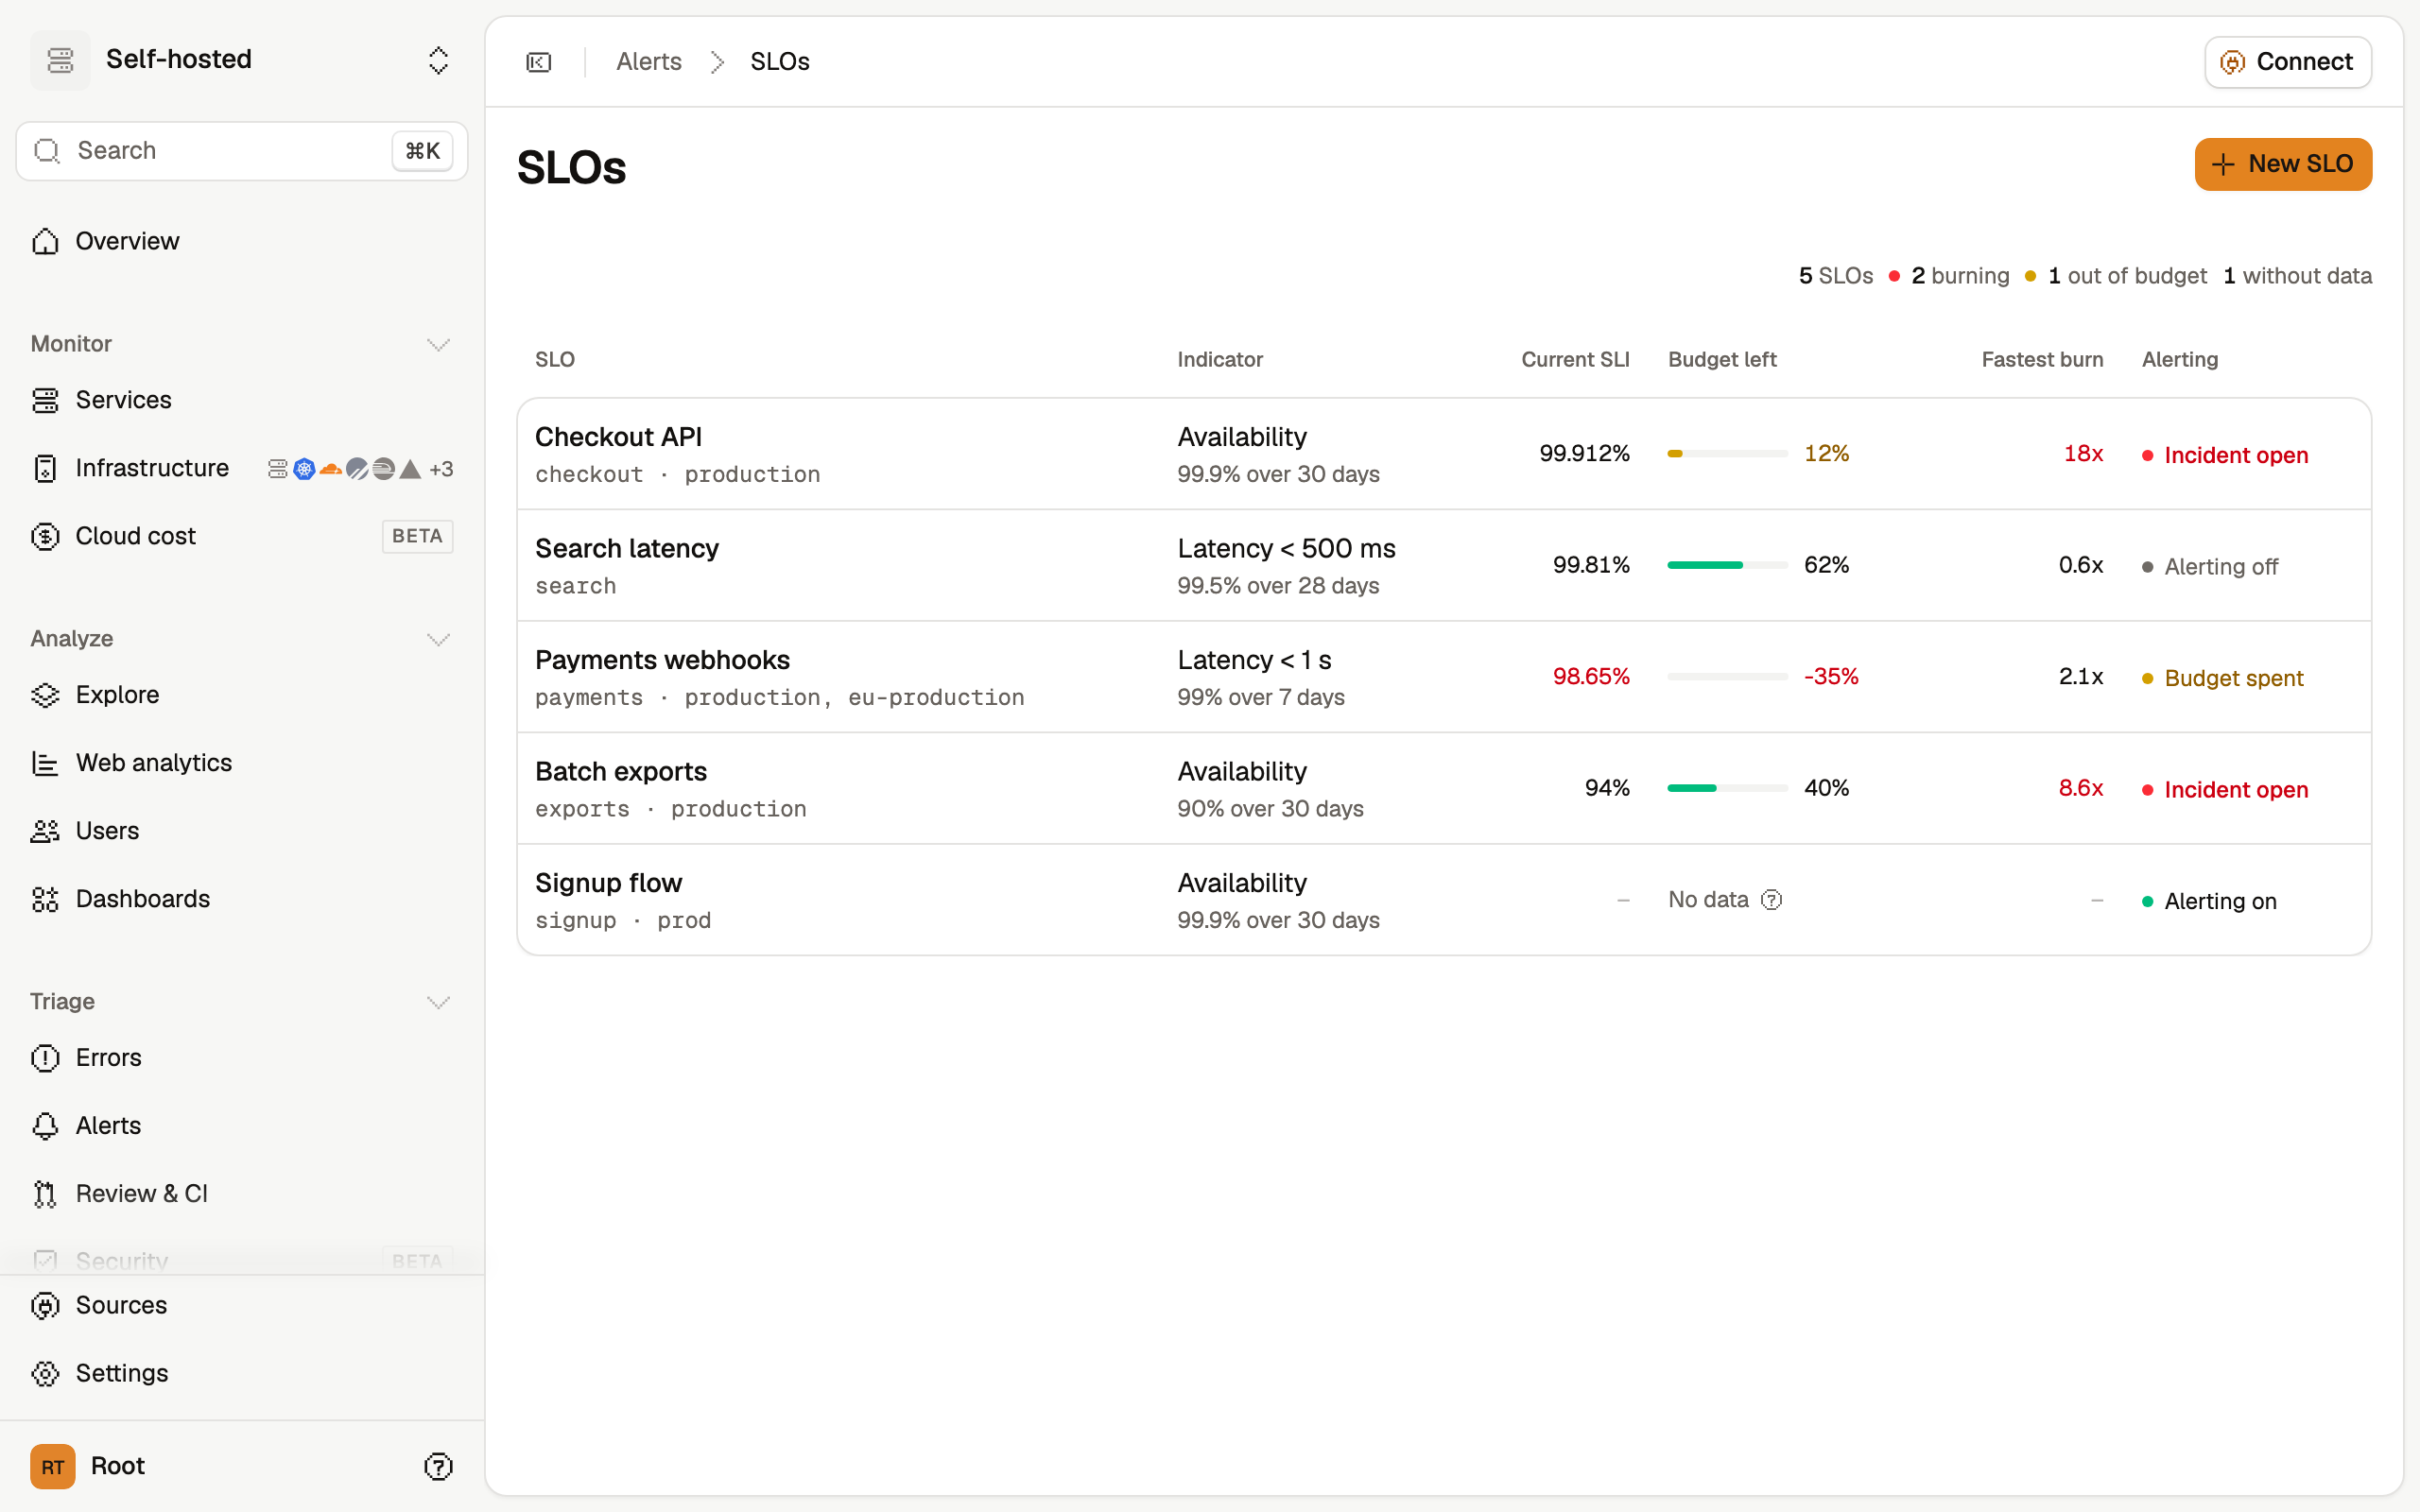 Self-hosted
Search ⌘K
Overview
Monitor
Services
Infrastructure +3
Cloud cost BETA
Analyze
Explore
Web analytics
Users
Dashboards
Triage
Errors
Alerts
Review & CI
Security BETA
Sources
Settings
RT Root
Alerts SLOs
Connect
SLOs
New SLO
5 SLOs 2 burning 1 out of budget 1 without data
SLO Indicator Current SLI Budget left Fastest burn Alerting
Checkout API Availability
checkout · production 99.9% over 30 days
99.912% 12% 18x Incident open
Search latency Latency < 500 ms
search 99.5% over 28 days
99.81% 62% 0.6x Alerting off
Payments webhooks Latency < 1 s
payments · production, eu-production 99% over 7 days
98.65% -35% 2.1x Budget spent
Batch exports Availability
exports · production 90% over 30 days
94% 40% 8.6x Incident open
Signup flow Availability
signup · prod 99.9% over 30 days
– No data – Alerting on